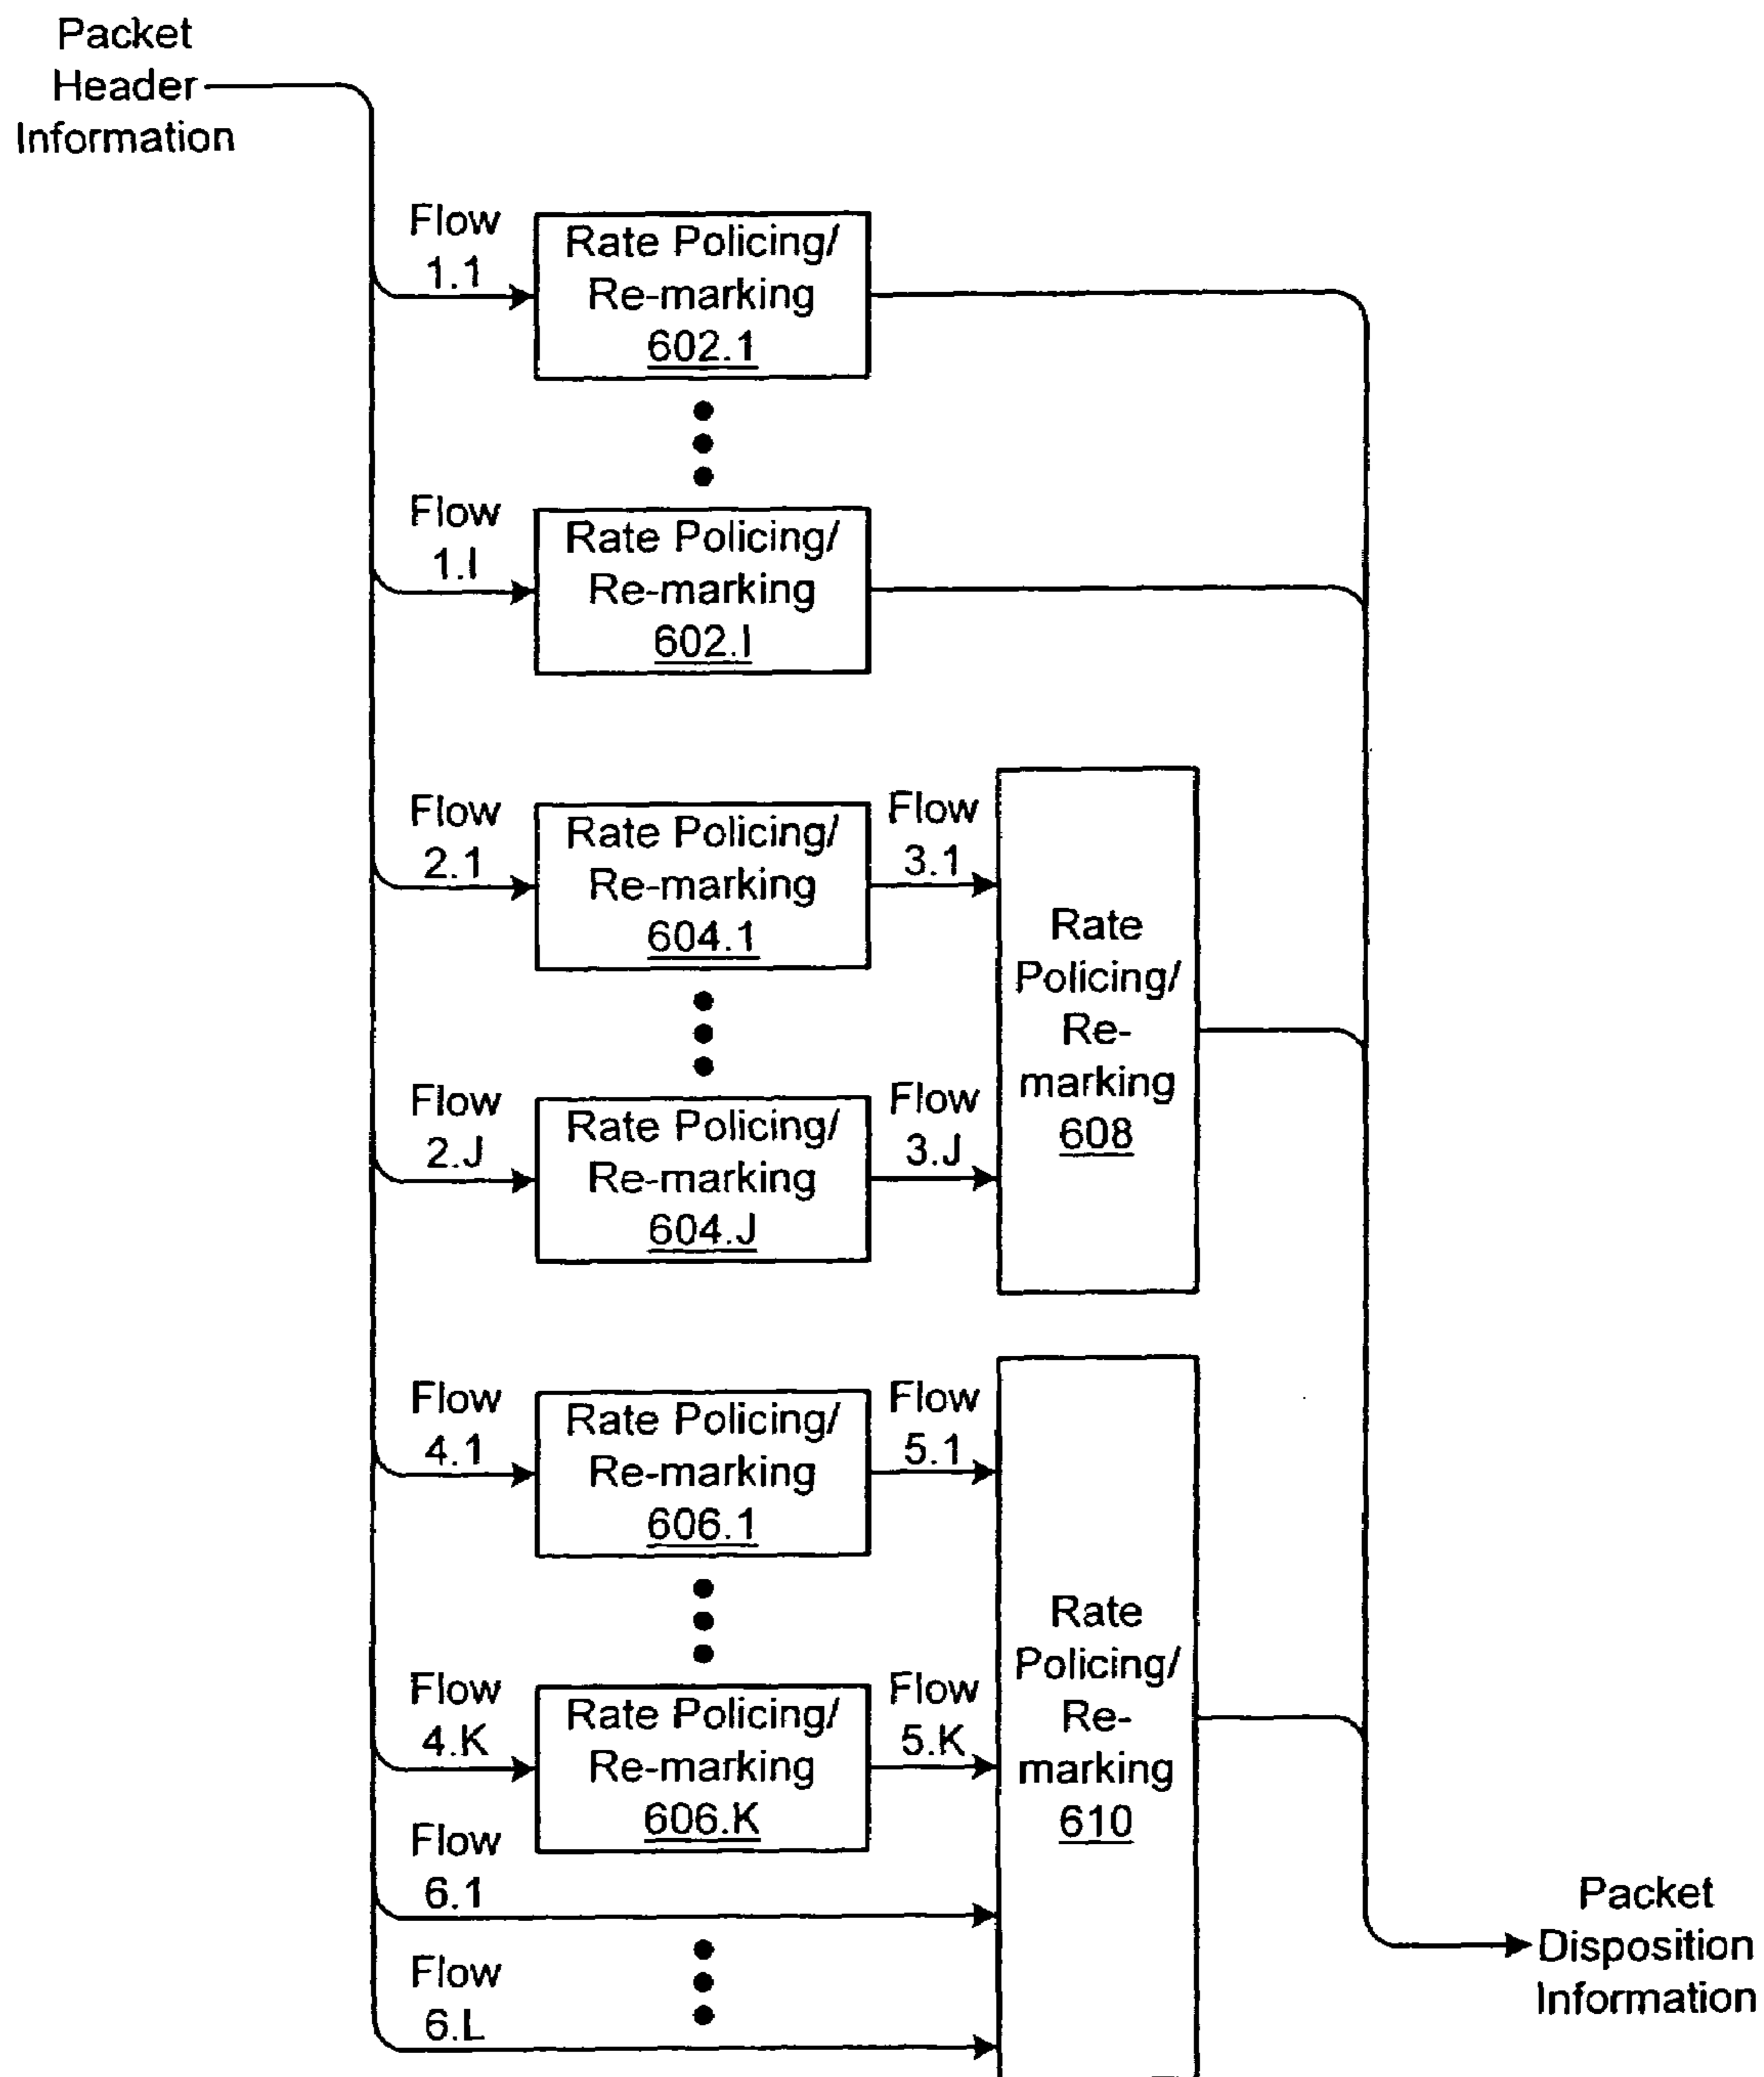 Packet
Header
Information
Flow
1.1
Rate Policing/
Re-marking
602.1
Flow
1.I
Rate Policing/
Re-marking
602.I
Flow
2.1
Rate Policing/
Re-marking
604.1
Flow
3.1
Flow
2.J
Rate Policing/
Re-marking
604.J
Flow
3.J
Rate
Policing/
Re-
marking
608
Flow
4.1
Rate Policing/
Re-marking
606.1
Flow
5.1
Flow
4.K
Rate Policing/
Re-marking
606.K
Flow
5.K
Flow
6.1
Flow
6.L
Rate
Policing/
Re-
marking
610
Packet
Disposition
Information